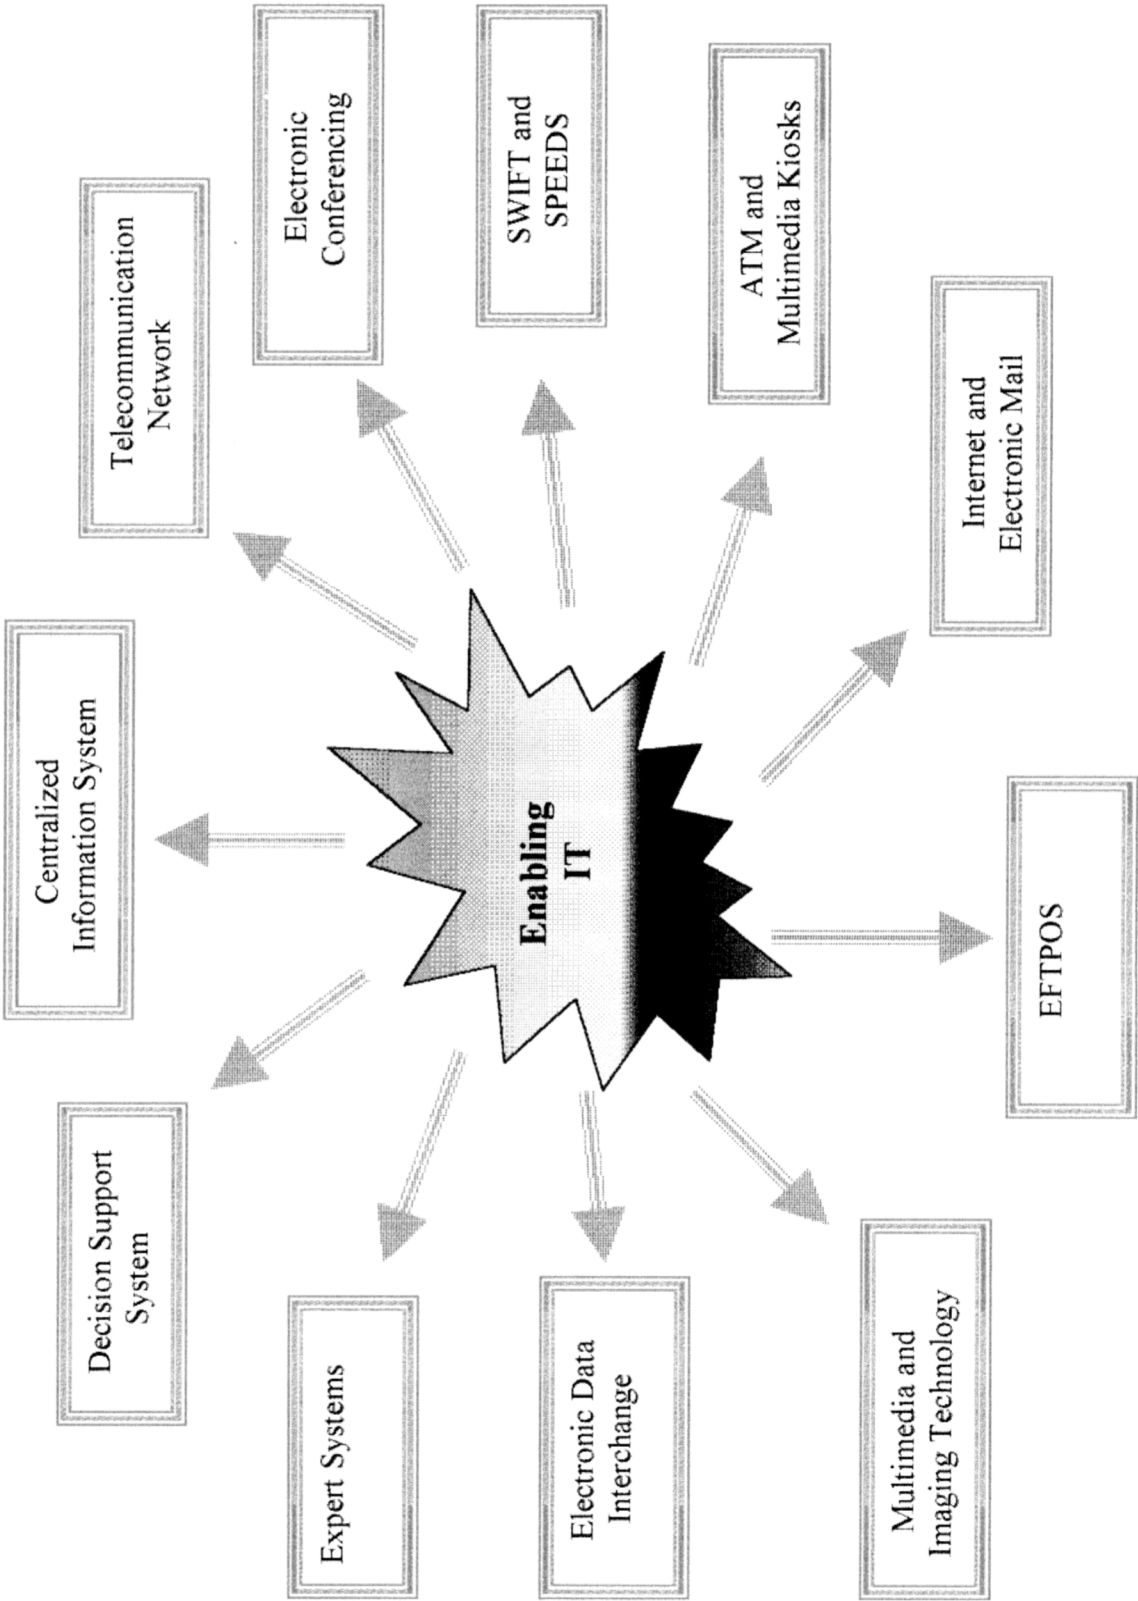 Centralized
Information System
Decision Support
System
Telecommunication
Network
Expert Systems
Electronic
Conferencing
Enabling
IT
Electronic Data
Interchange
SWIFT and
SPEEDS
ATM and
Multimedia Kiosks
Multimedia and
Imaging Technology
Internet and
Electronic Mail
EFTPOS